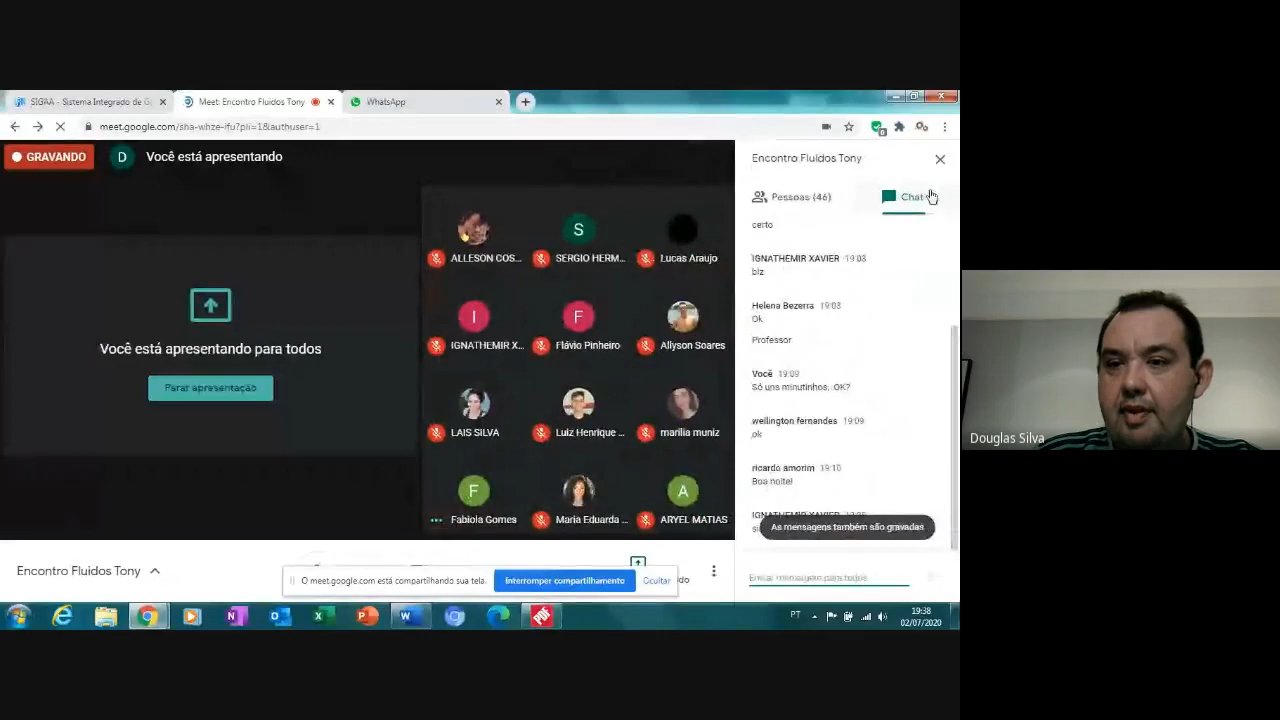 SIGAA - Sistema Integrado de G
Meet: Encontro Fluidos Tony
WhatsApp
meet.google.com/sha-whze-ifu?pli=1&authuser=1
GRAVANDO
D
Você está apresentando
Encontro Fluidos Tony
Pessoas (46)
Chat
certo
IGNATHEMIR XAVIER 19:03
blz
Helena Bezerra 19:03
Ok
Professor
Você 19:09
Só uns minutinhos, OK?
wellington fernandes 19:09
ok
ricardo amorim 19:10
Boa noite!
IGNATHEMIR XAVIER
As mensagens também são gravadas
Enviar mensagem para todos
Você está apresentando para todos
Parar apresentação
S
ALLESON COS...
SERGIO HERM...
Lucas Araujo
I
F
IGNATHEMIR X...
Flávio Pinheiro
Allyson Soares
LAIS SILVA
Luiz Henrique ...
marilia muniz
F
A
Fabiola Gomes
Maria Eduarda ...
ARYEL MATIAS
Encontro Fluidos Tony
O meet.google.com está compartilhando sua tela.
Interromper compartilhamento
Ocultar
PT
19:38
02/07/2020
Douglas Silva